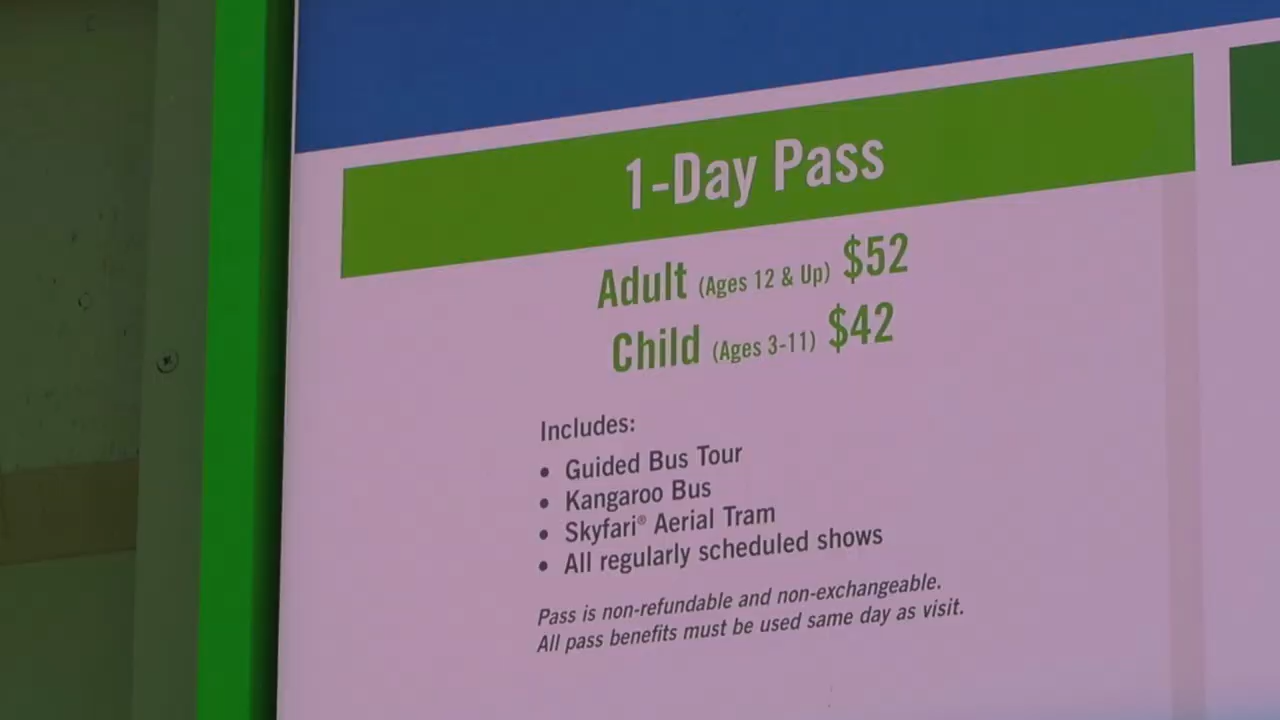 1-Day Pass
Adult (Ages 12 & Up) $52
Child (Ages 3-11) $42
Includes:
• Guided Bus Tour
• Kangaroo Bus
• Skyfari® Aerial Tram
• All regularly scheduled shows
Pass is non-refundable and non-exchangeable.
All pass benefits must be used same day as visit.